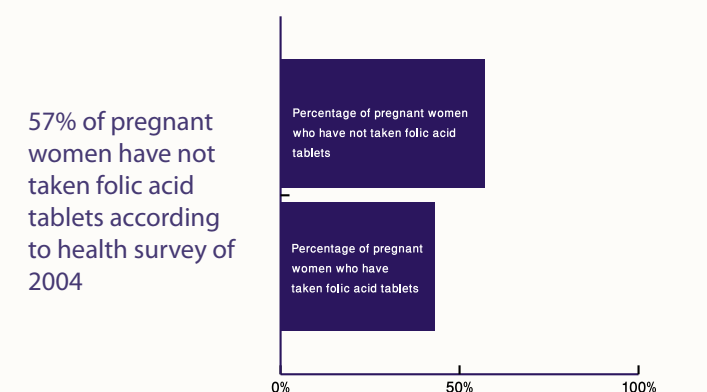 57% of pregnant
women have not
taken folic acid
tablets according
to health survey of
2004
Percentage of pregnant women
who have not taken folic acid
tablets
Percentage of pregnant
women who have
taken folic acid tablets
0%
50%
100%